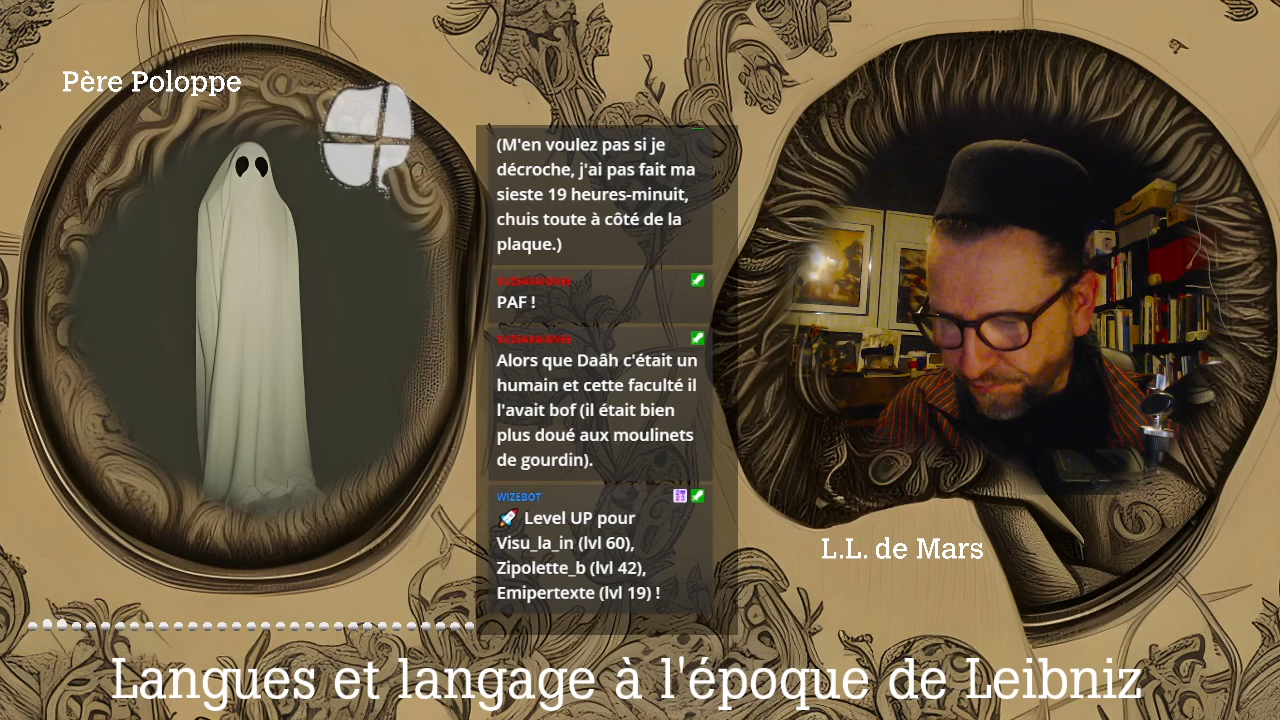 Père Poloppe
(M'en voulez pas si je
décroche, j'ai pas fait ma
sieste 19 heures-minuit,
chuis toute à côté de la
plaque.)
PAF !
Alors que Daâh c'était un
humain et cette faculté il
l'avait bof (il était bien
plus doué aux moulinets
de gourdin).
WIZEBOT
🚀 Level UP pour
Visu_la_in (lvl 60),
Zipolette_b (lvl 42),
Emipertexte (lvl 19) !
L.L. de Mars
Langues et langage à l'époque de Leibniz